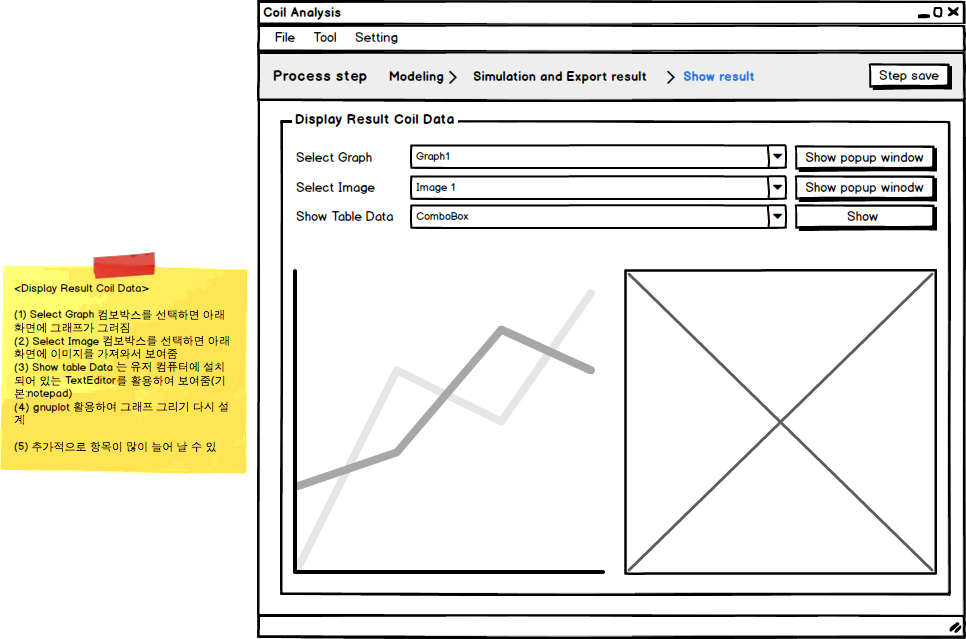 Coil Analysis
File Tool Setting
Process step Modeling Simulation and Export result Show result Step save
Display Result Coil Data
Select Graph Graph1 Show popup window
Select Image Image 1 Show popup winodw
Show Table Data ComboBox Show
<Display Result Coil Data>
(1) Select Graph 컴보박스를 선택하면 아래
화면에 그래프가 그려짐
(2) Select Image 컴보박스를 선택하면 아래
화면에 이미지를 가져와서 보여줌
(3) Show table Data 는 유저 컴퓨터에 설치
되어 있는 TextEditor를 활용하여 보여줌(기
본:notepad)
(4) gnuplot 활용하여 그래프 그리기 다시 설
계
(5) 추가적으로 항목이 많이 늘어 날 수 있